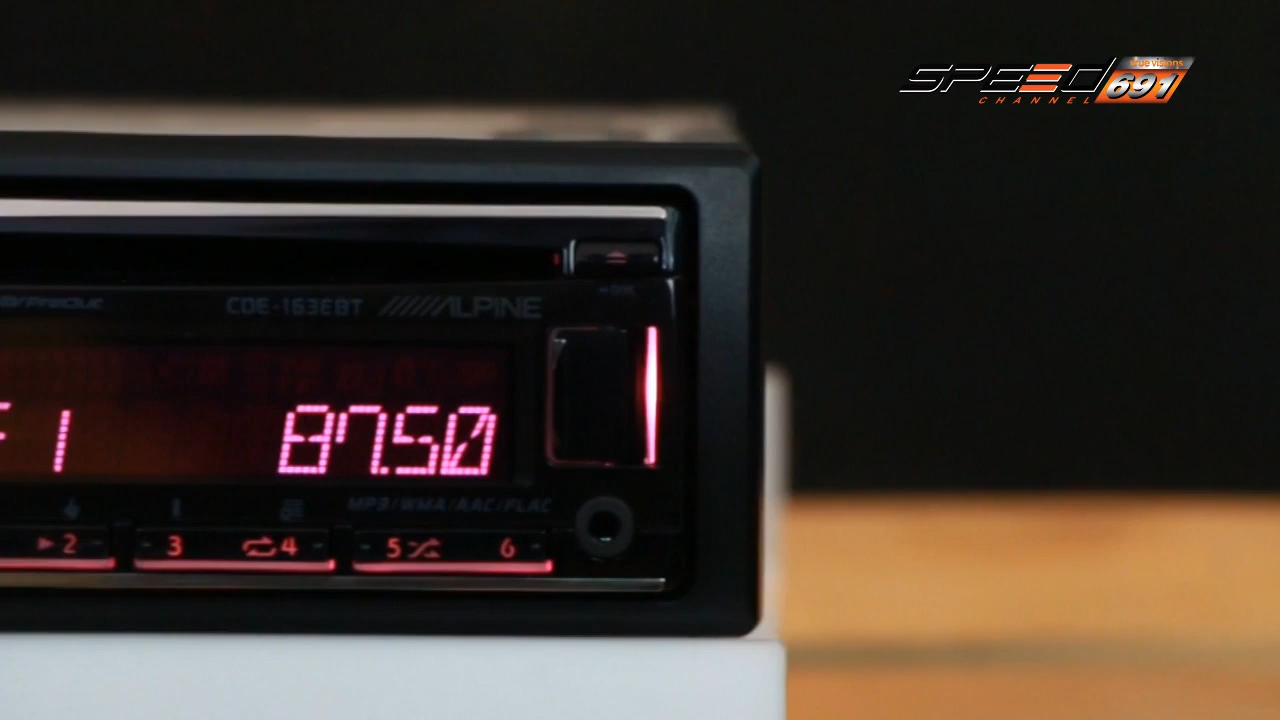 SPEED
true visions
691
CHANNEL
CDE-163EBT ALPINE
F 1 87.50
MP3/WMA/AAC/FLAC
2 3 4 5 6